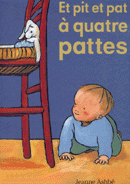 Et pit et pat
à quatre
pattes
Jeanne Ashbé